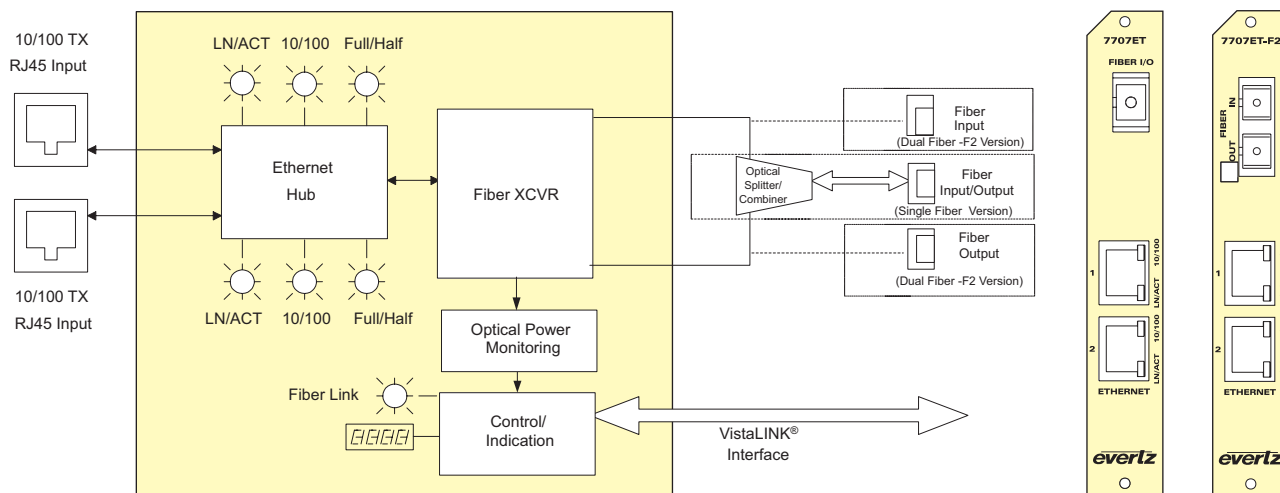 10/100 TX
RJ45 Input
10/100 TX
RJ45 Input
LN/ACT 10/100 Full/Half
Ethernet
Hub
LN/ACT 10/100 Full/Half
Fiber XCVR
Optical Power
Monitoring
Fiber Link
Control/
Indication
VistaLINK®
Interface
Optical
Splitter/
Combiner
Fiber
Input
(Dual Fiber -F2 Version)
Fiber
Input/Output
(Single Fiber Version)
Fiber
Output
(Dual Fiber -F2 Version)
7707ET
FIBER I/O
1
LN/ACT 10/100
2
LN/ACT 10/100
ETHERNET
evertz
7707ET-F2
FIBER
IN
OUT
1
2
ETHERNET
evertz